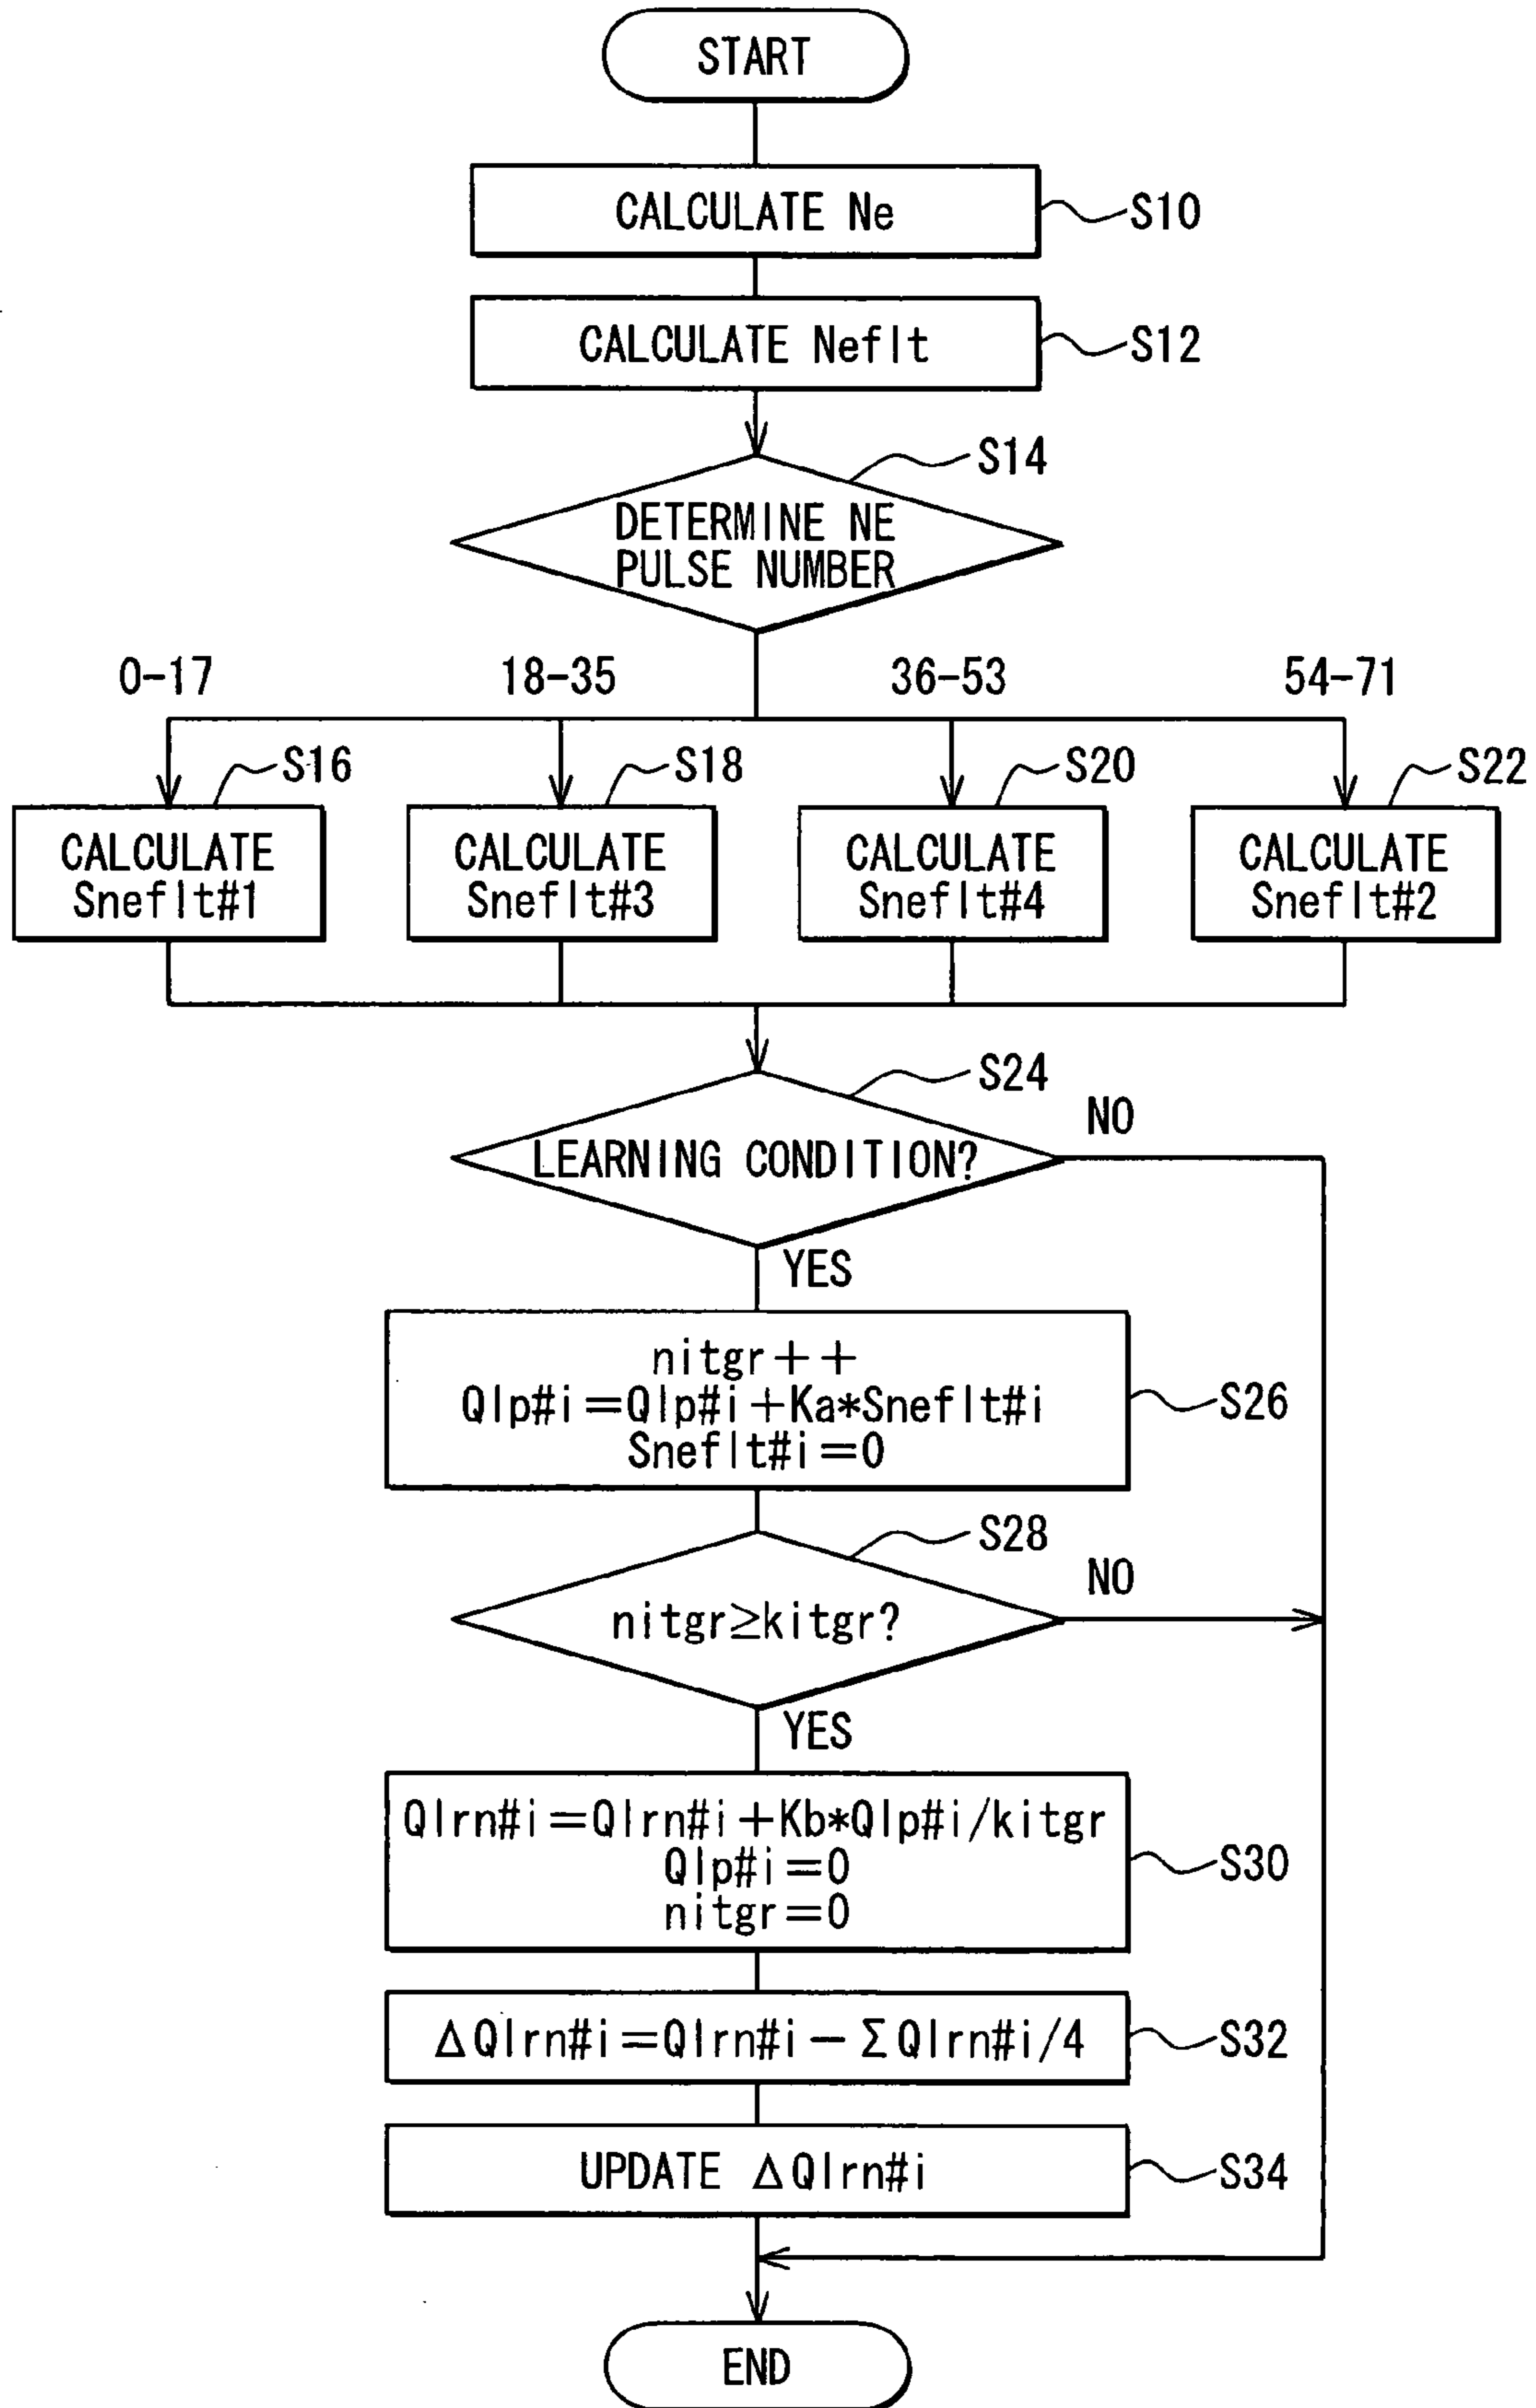 START
CALCULATE Ne
S10
CALCULATE Neflt
S12
S14
DETERMINE NE
PULSE NUMBER
0-17
18-35
36-53
54-71
S16
S18
S20
S22
CALCULATE
Sneflt#1
CALCULATE
Sneflt#3
CALCULATE
Sneflt#4
CALCULATE
Sneflt#2
S24
LEARNING CONDITION?
NO
YES
nitgr++
Qlp#i=Qlp#i+Ka*Sneflt#i
Sneflt#i=0
S26
S28
nitgr≥kitgr?
NO
YES
Qlrn#i=Qlrn#i+Kb*Qlp#i/kitgr
Qlp#i=0
nitgr=0
S30
ΔQlrn#i=Qlrn#i-ΣQlrn#i/4
S32
UPDATE ΔQlrn#i
S34
END